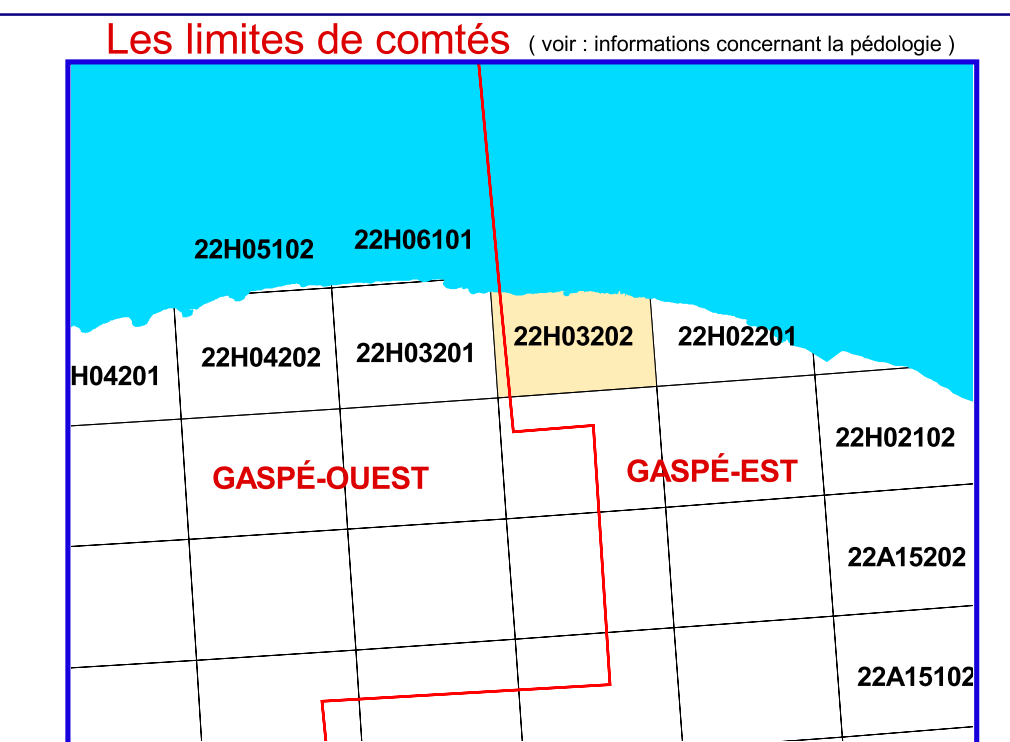 Les limites de comtés ( voir : informations concernant la pédologie )
22H05102 22H06101
22H03202 22H02201
22H04202 22H03201
H04201
22H02102
GASPÉ-OUEST GASPÉ-EST
22A15202
22A15102